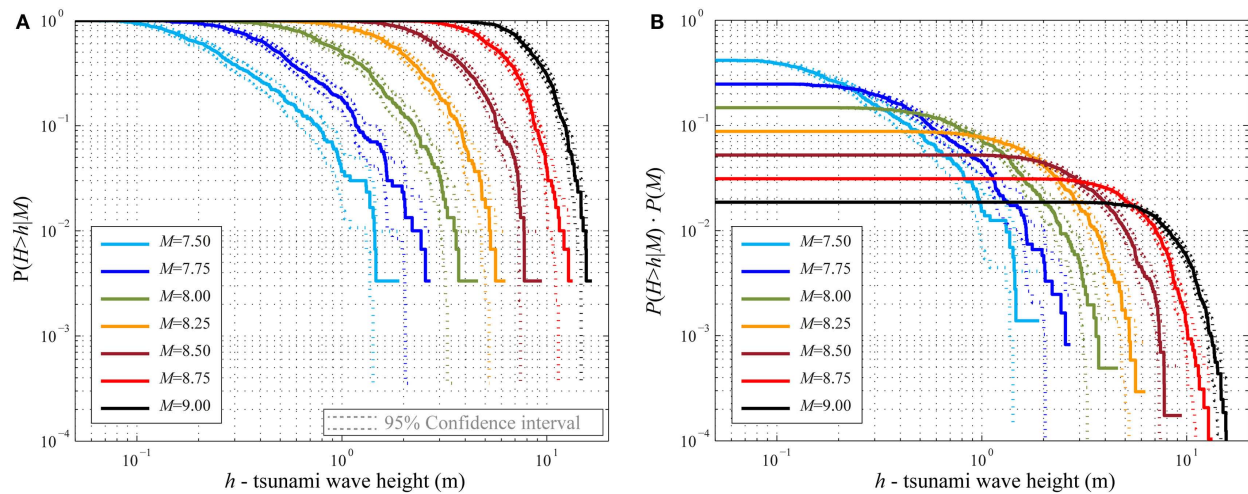 A
P(H>h|M)
10^0
10^-1
10^-2
10^-3
10^-4
M=7.50
M=7.75
M=8.00
M=8.25
M=8.50
M=8.75
M=9.00
95% Confidence interval
10^-1
10^0
10^1
h - tsunami wave height (m)
B
P(H>h|M) · P(M)
10^0
10^-1
10^-2
10^-3
10^-4
M=7.50
M=7.75
M=8.00
M=8.25
M=8.50
M=8.75
M=9.00
10^-1
10^0
10^1
h - tsunami wave height (m)